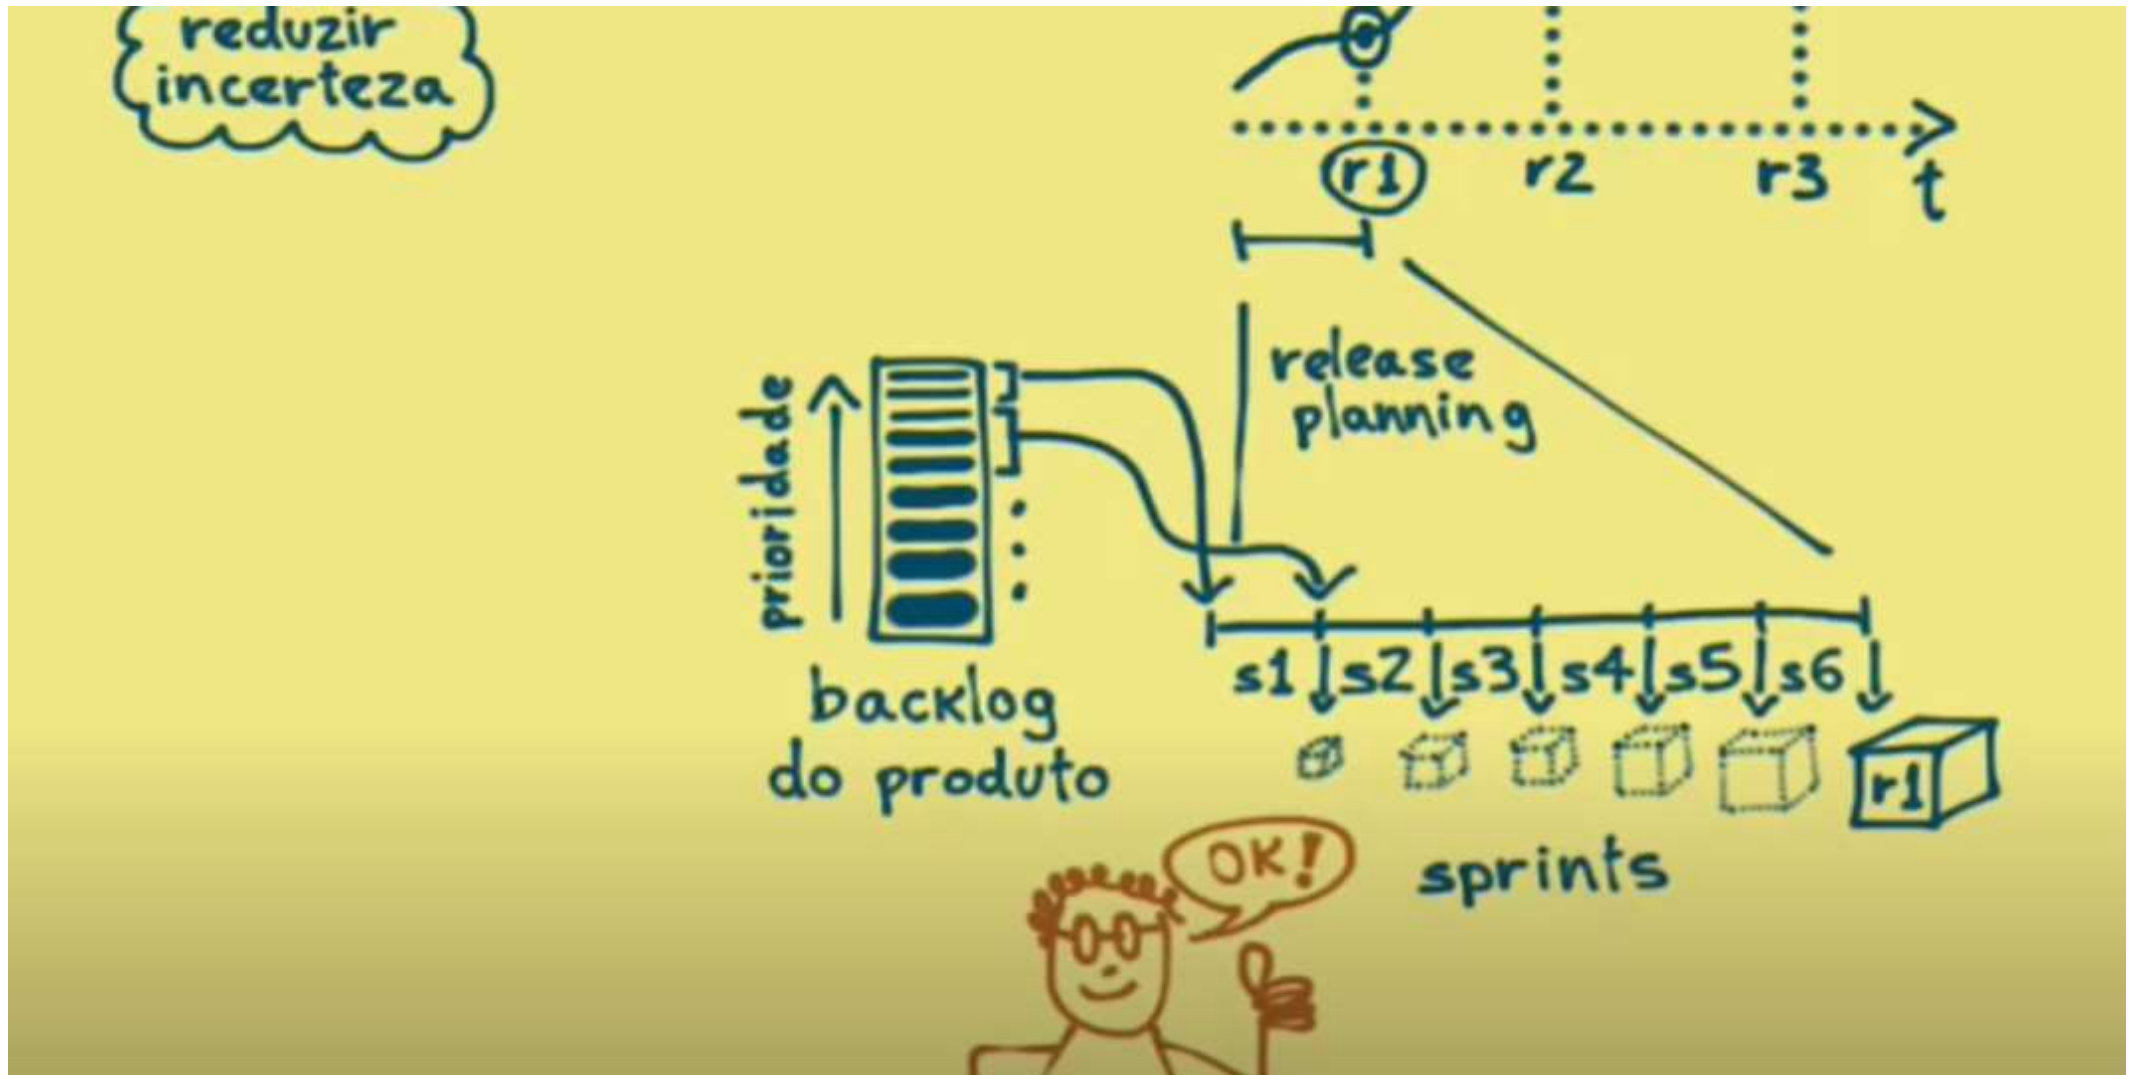 reduzir
incerteza
r1 r2 r3 t
release
planning
prioridade
backlog
do produto
s1 s2 s3 s4 s5 s6
r1
sprints
OK!